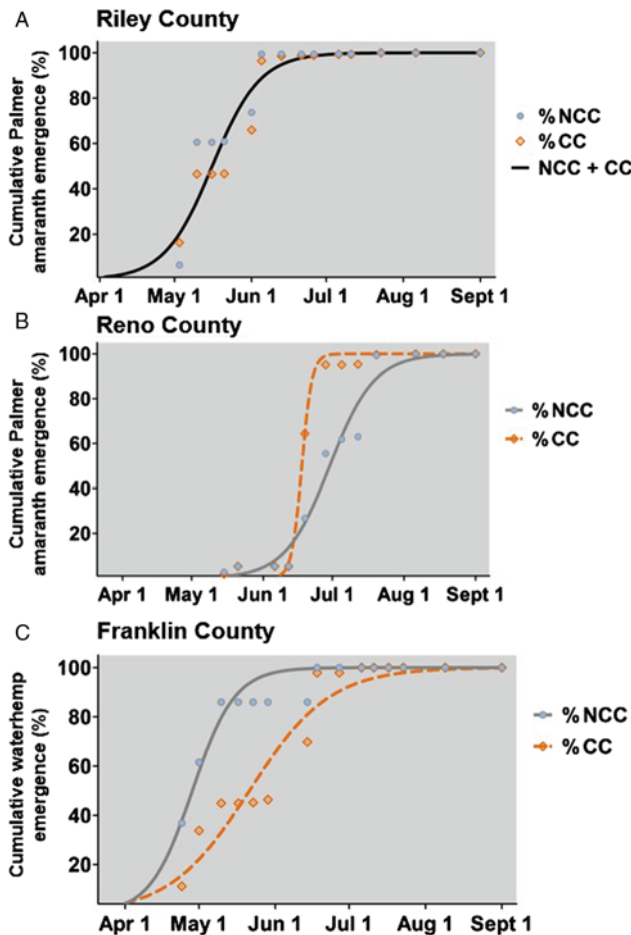 A
Riley County
Cumulative Palmer
amaranth emergence (%)
100
80
60
40
20
Apr 1 May 1 Jun 1 Jul 1 Aug 1 Sept 1
% NCC
% CC
NCC + CC
B
Reno County
Cumulative Palmer
amaranth emergence (%)
100
80
60
40
20
Apr 1 May 1 Jun 1 Jul 1 Aug 1 Sept 1
% NCC
% CC
C
Franklin County
Cumulative waterhemp
emergence (%)
100
80
60
40
20
Apr 1 May 1 Jun 1 Jul 1 Aug 1 Sept 1
% NCC
% CC